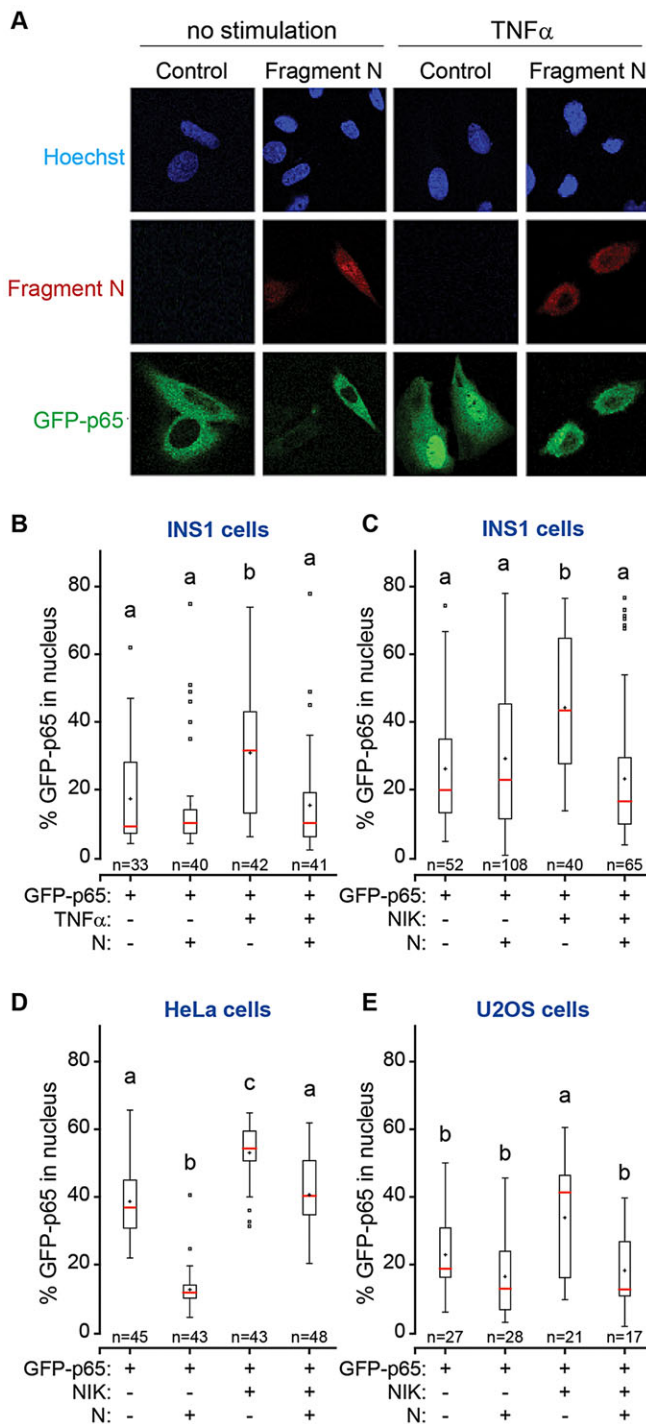 A
no stimulation TNFα
Control Fragment N Control Fragment N
Hoechst
Fragment N
GFP-p65
B INS1 cells
% GFP-p65 in nucleus
80
60
40
20
0
a a b a
n=33 n=40 n=42 n=41
GFP-p65: + + + +
TNFα: - - + +
N: - + - +
C INS1 cells
% GFP-p65 in nucleus
80
60
40
20
0
a a b a
n=52 n=108 n=40 n=65
GFP-p65: + + + +
NIK: - - + +
N: - + - +
D HeLa cells
% GFP-p65 in nucleus
80
60
40
20
0
a b c a
n=45 n=43 n=43 n=48
GFP-p65: + + + +
NIK: - - + +
N: - + - +
E U2OS cells
% GFP-p65 in nucleus
80
60
40
20
0
b b a b
n=27 n=28 n=21 n=17
GFP-p65: + + + +
NIK: - - + +
N: - + - +